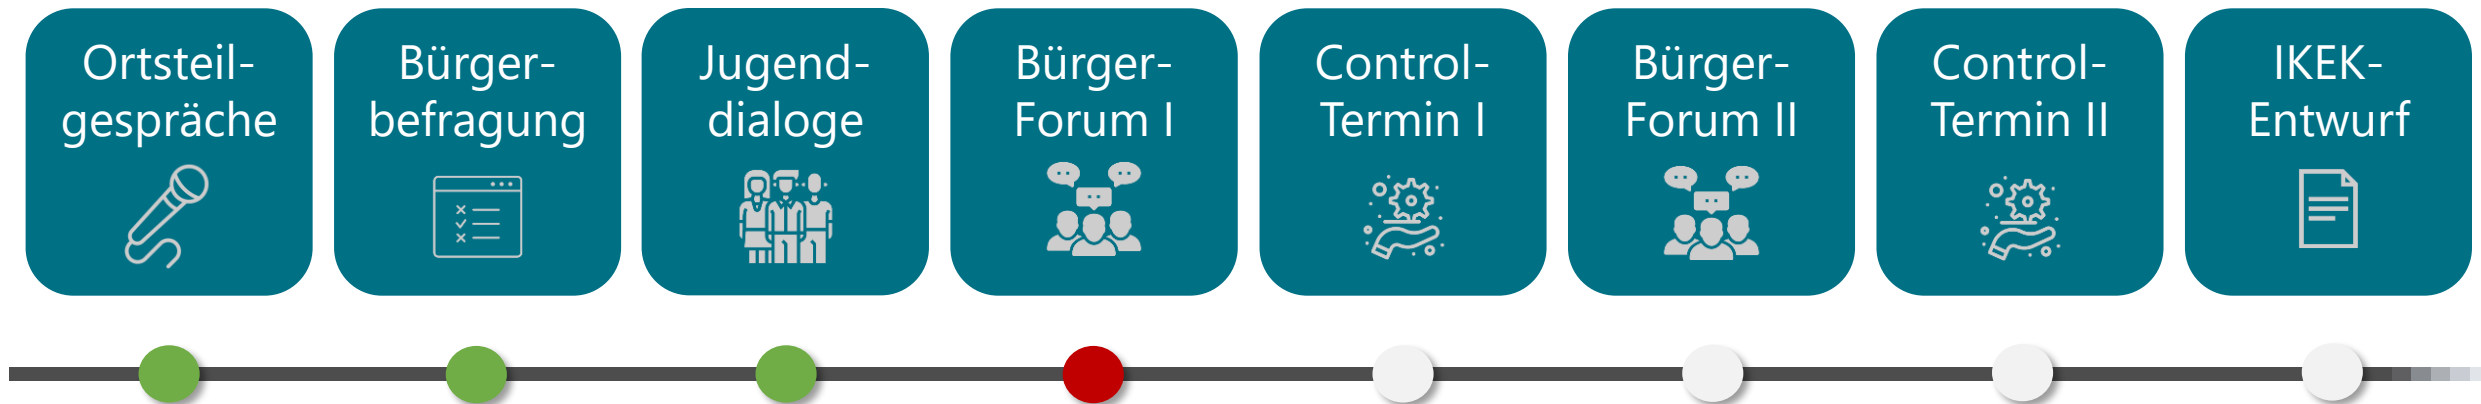 Ortsteil-
gespräche
Bürger-
befragung
Jugend-
dialoge
Bürger-
Forum I
Control-
Termin I
Bürger-
Forum II
Control-
Termin II
IKEK-
Entwurf